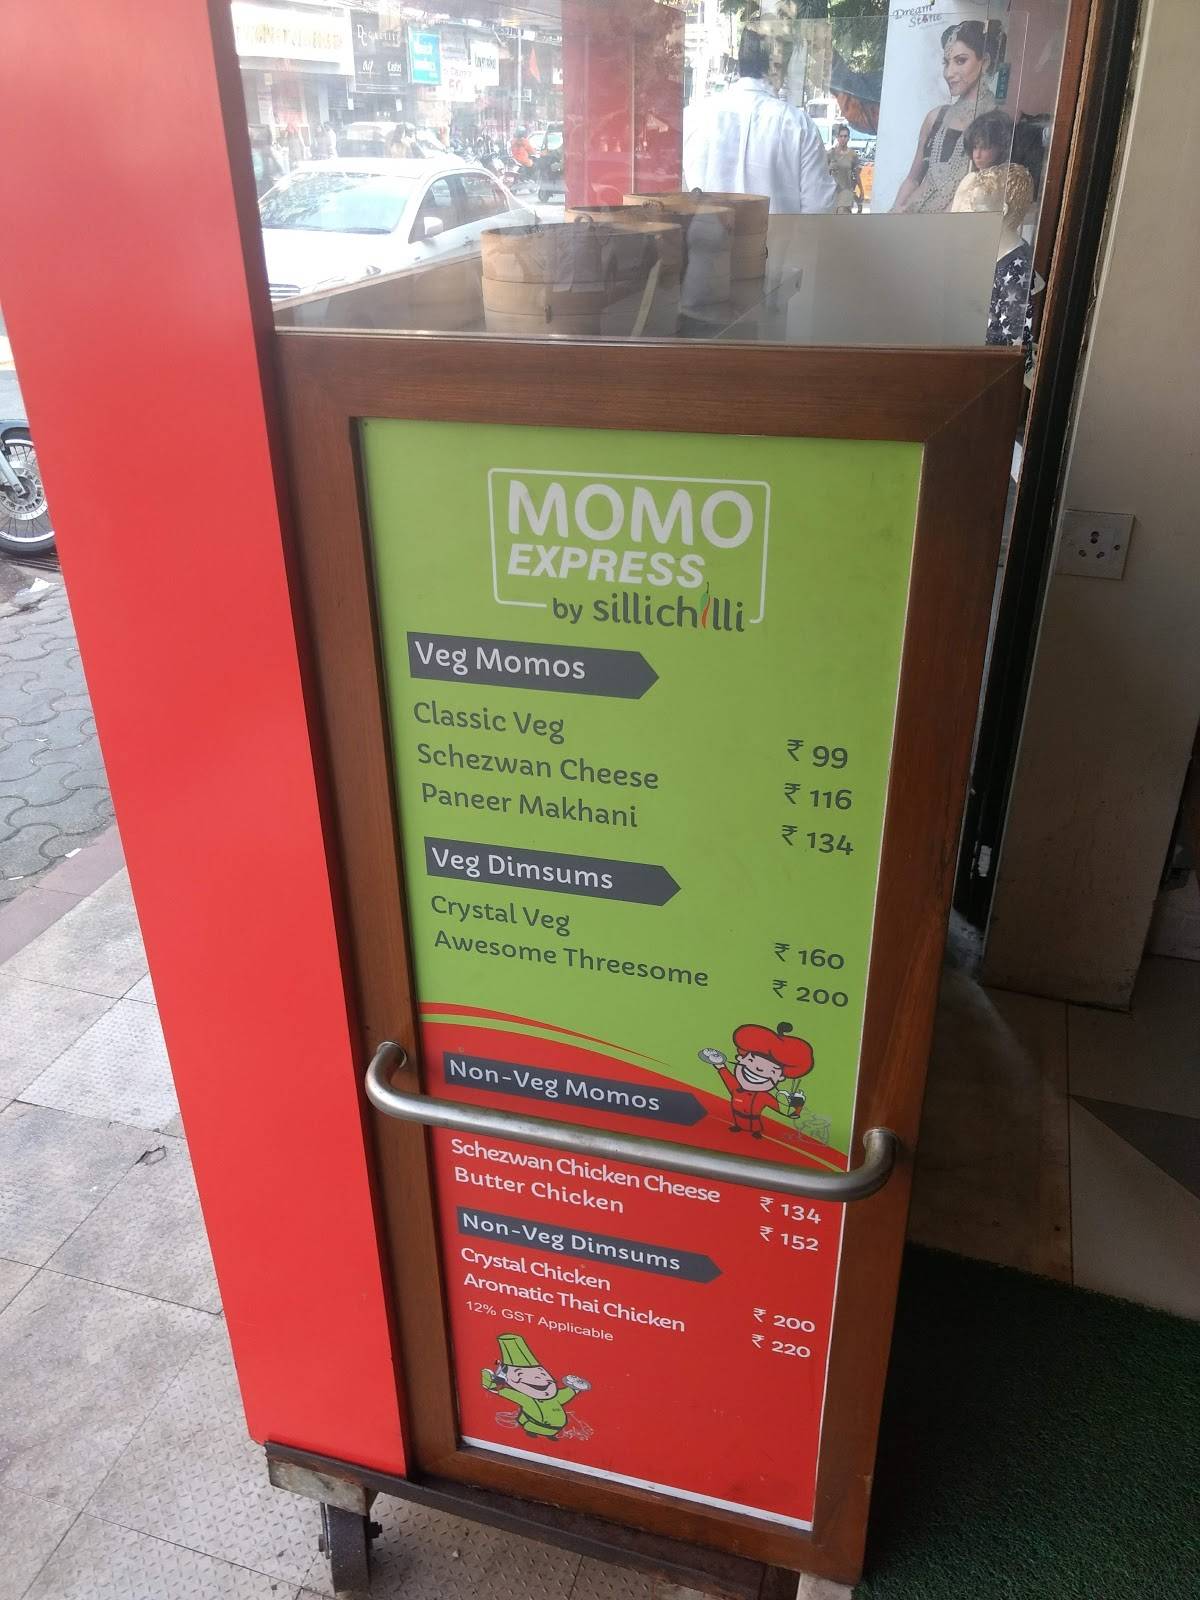 Dream Stone
MOMO
EXPRESS
by sillichilli
Veg Momos
Classic Veg ₹ 99
Schezwan Cheese ₹ 116
Paneer Makhani ₹ 134
Veg Dimsums
Crystal Veg ₹ 160
Awesome Threesome ₹ 200
Non-Veg Momos
Schezwan Chicken Cheese ₹ 134
Butter Chicken ₹ 152
Non-Veg Dimsums
Crystal Chicken ₹ 200
Aromatic Thai Chicken ₹ 220
12% GST Applicable